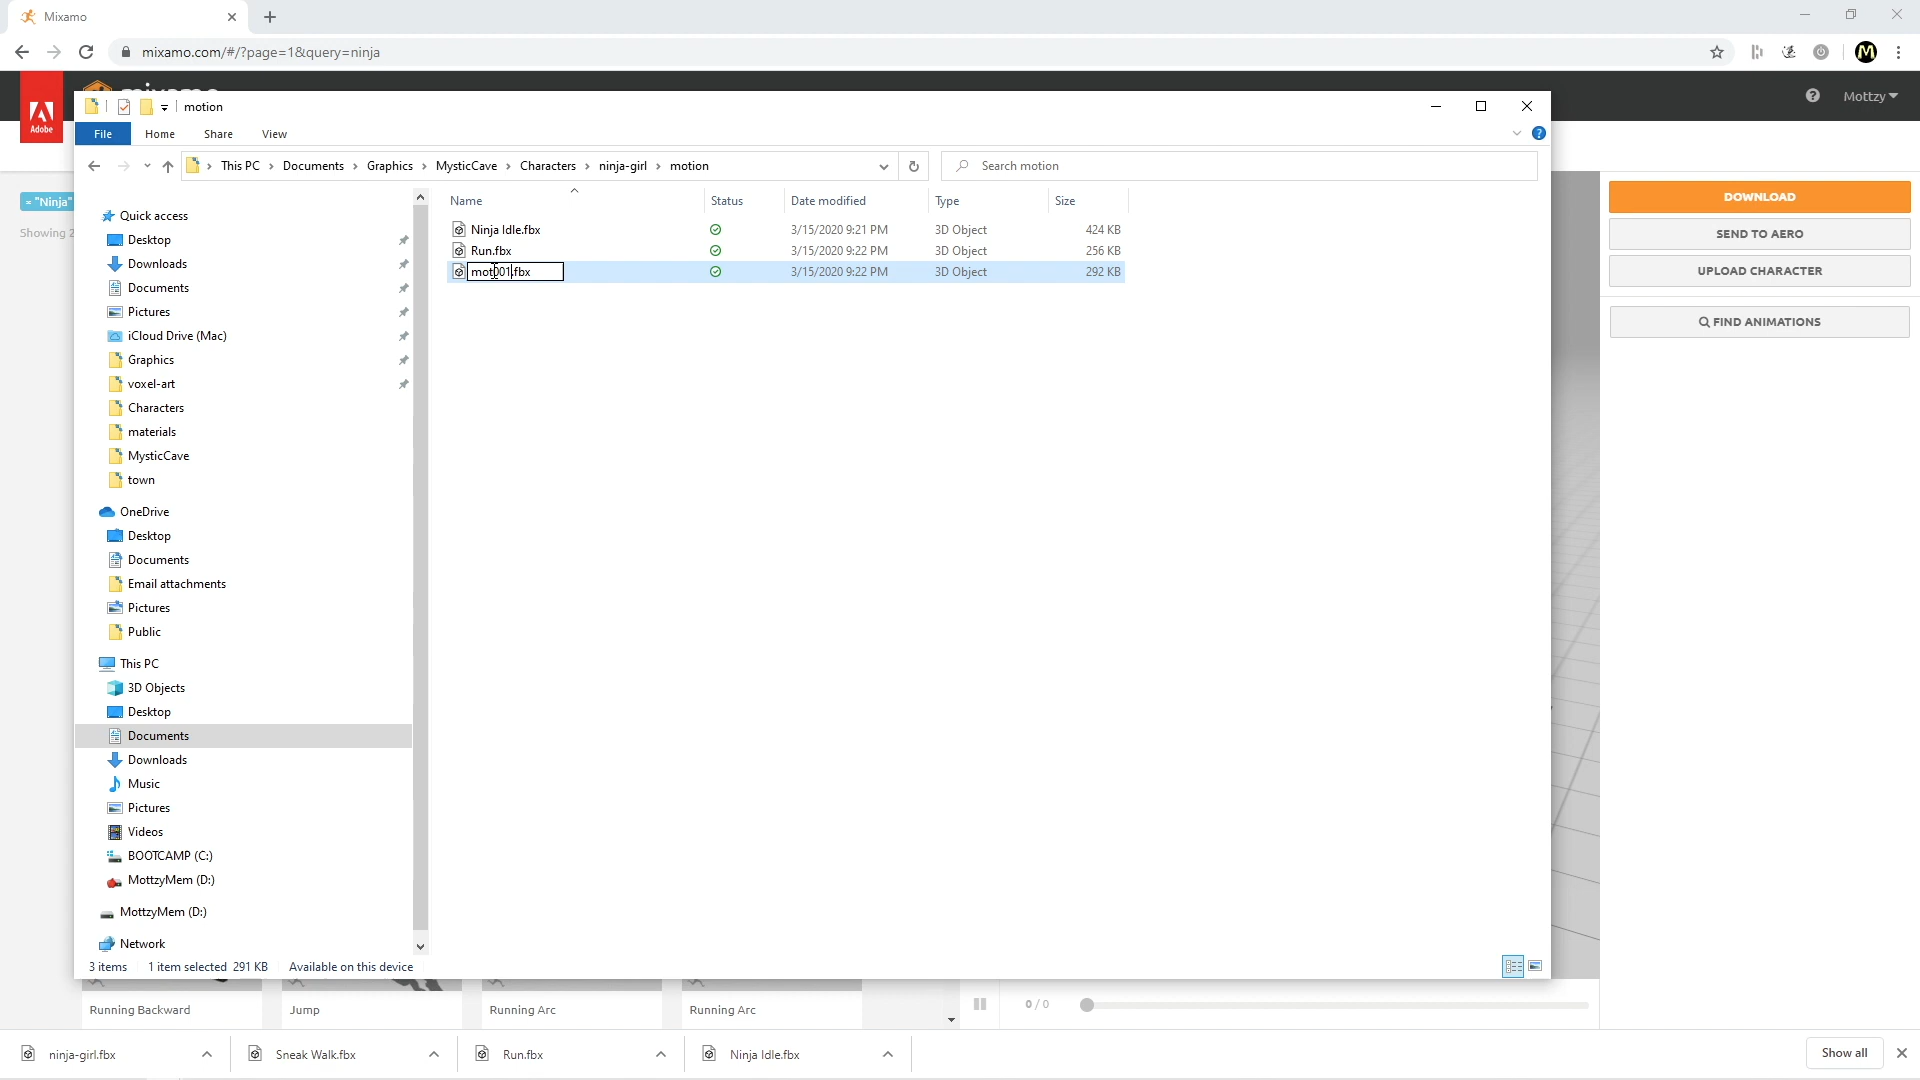 Mixamo
mixamo.com/#/?page=1&query=ninja
M
Adobe
Mottzy
motion
File Home Share View
This PC > Documents > Graphics > MysticCave > Characters > ninja-girl > motion
Search motion
Name Status Date modified Type Size
Ninja Idle.fbx 3/15/2020 9:21 PM 3D Object 424 KB
Run.fbx 3/15/2020 9:22 PM 3D Object 256 KB
mot001.fbx 3/15/2020 9:22 PM 3D Object 292 KB
Quick access
Desktop
Downloads
Documents
Pictures
iCloud Drive (Mac)
Graphics
voxel-art
Characters
materials
MysticCave
town
OneDrive
Desktop
Documents
Email attachments
Pictures
Public
This PC
3D Objects
Desktop
Documents
Downloads
Music
Pictures
Videos
BOOTCAMP (C:)
MottzyMem (D:)
MottzyMem (D:)
Network
3 items 1 item selected 291 KB Available on this device
"Ninja"
Showing 2
DOWNLOAD
SEND TO AERO
UPLOAD CHARACTER
FIND ANIMATIONS
Running Backward
Jump
Running Arc
Running Arc
0 / 0
ninja-girl.fbx
Sneak Walk.fbx
Run.fbx
Ninja Idle.fbx
Show all